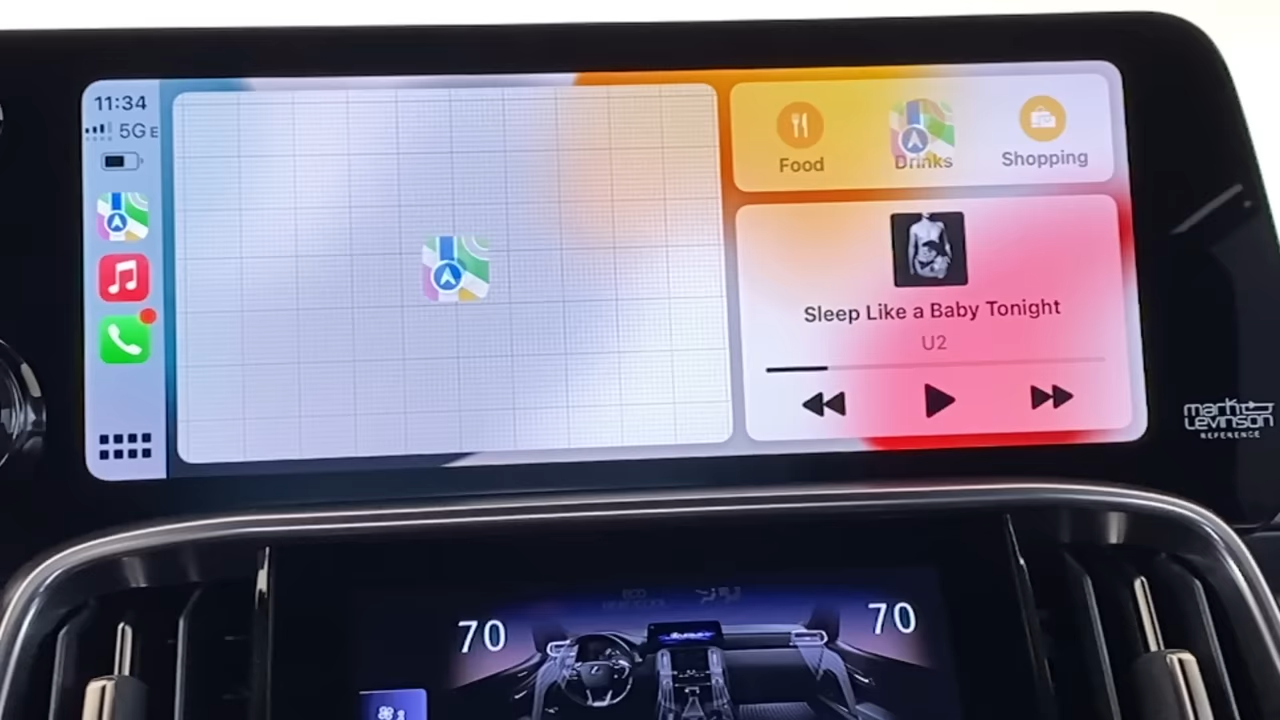 11:34
5G E
Food
Drinks
Shopping
Sleep Like a Baby Tonight
U2
mark
Levinson
REFERENCE
70
70